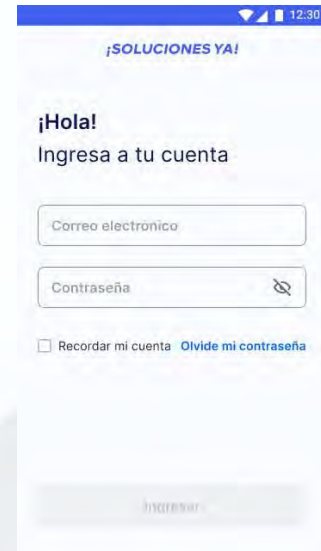 12:30
¡SOLUCIONES YA!
¡Hola!
Ingresa a tu cuenta
Correo electronico
Contraseña
Recordar mi cuenta Olvide mi contraseña
Ingresar